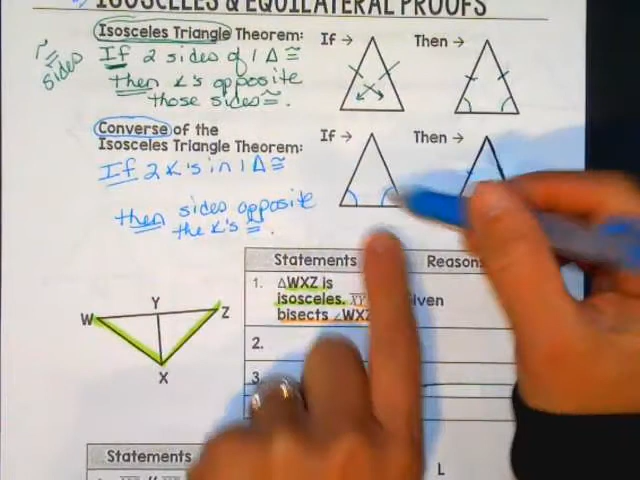 ISOSCELES & EQUILATERAL PROOFS
Isosceles Triangle Theorem:
If →
Then →
≅
sides
If 2 sides of 1 Δ ≅
then ∠'s opposite
those sides ≅.
Converse of the
Isosceles Triangle Theorem:
If →
Then →
If 2 ∠'s in 1 Δ ≅
then sides opposite
the ∠'s ≅.
Statements
Reasons
1. △WXZ is
isosceles. XY
bisects ∠WXZ
Given
2.
3.
W
Y
Z
X
Statements
L